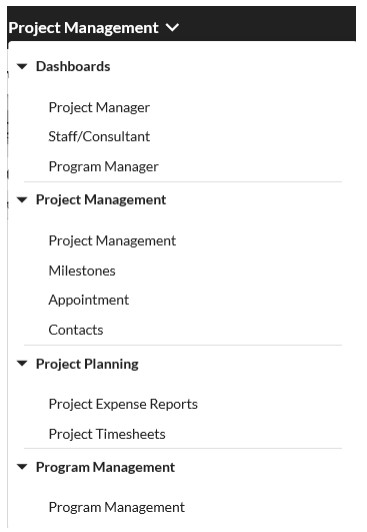 Project Management
Dashboards
Project Manager
Staff/Consultant
Program Manager
Project Management
Project Management
Milestones
Appointment
Contacts
Project Planning
Project Expense Reports
Project Timesheets
Program Management
Program Management